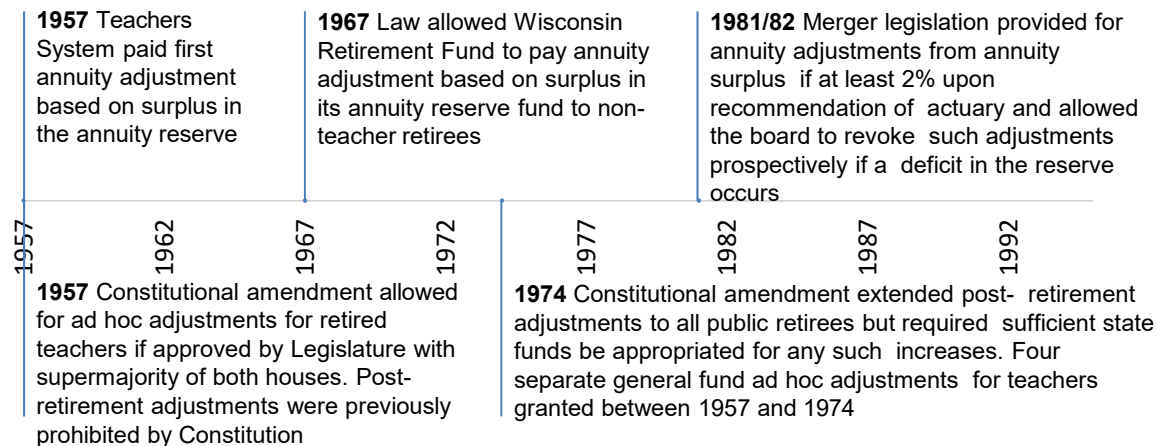 1957 Teachers
System paid first
annuity adjustment
based on surplus in
the annuity reserve
1967 Law allowed Wisconsin
Retirement Fund to pay annuity
adjustment based on surplus in
its annuity reserve fund to non-
teacher retirees
1981/82 Merger legislation provided for
annuity adjustments from annuity
surplus if at least 2% upon
recommendation of actuary and allowed
the board to revoke such adjustments
prospectively if a deficit in the reserve
occurs
1957
1962
1967
1972
1977
1982
1987
1992
1957 Constitutional amendment allowed
for ad hoc adjustments for retired
teachers if approved by Legislature with
supermajority of both houses. Post-
retirement adjustments were previously
prohibited by Constitution
1974 Constitutional amendment extended post- retirement
adjustments to all public retirees but required sufficient state
funds be appropriated for any such increases. Four
separate general fund ad hoc adjustments for teachers
granted between 1957 and 1974